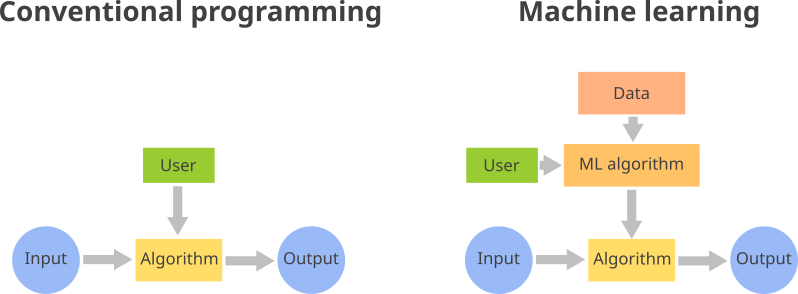 Conventional programming
User
Input
Algorithm
Output
Machine learning
Data
User
ML algorithm
Input
Algorithm
Output